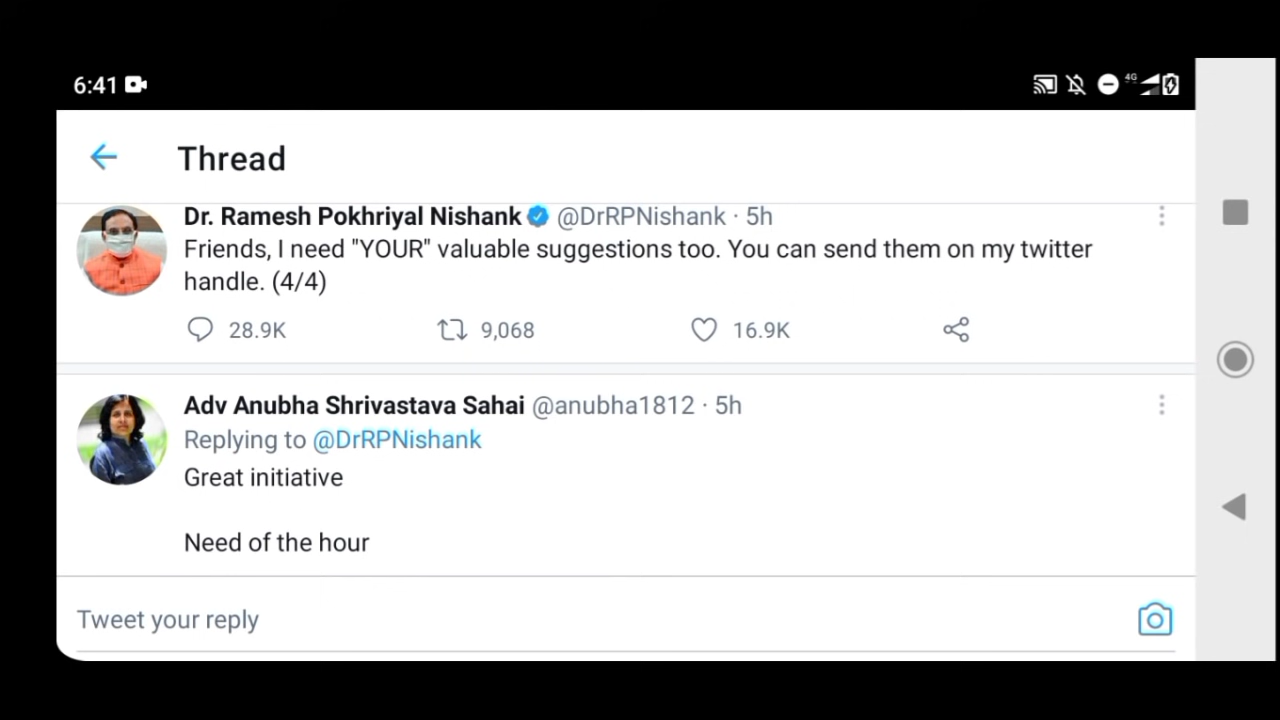 6:41
4G
Thread
Dr. Ramesh Pokhriyal Nishank @DrRPNishank · 5h
Friends, I need "YOUR" valuable suggestions too. You can send them on my twitter
handle. (4/4)
28.9K 9,068 16.9K
Adv Anubha Shrivastava Sahai @anubha1812 · 5h
Replying to @DrRPNishank
Great initiative
Need of the hour
Tweet your reply